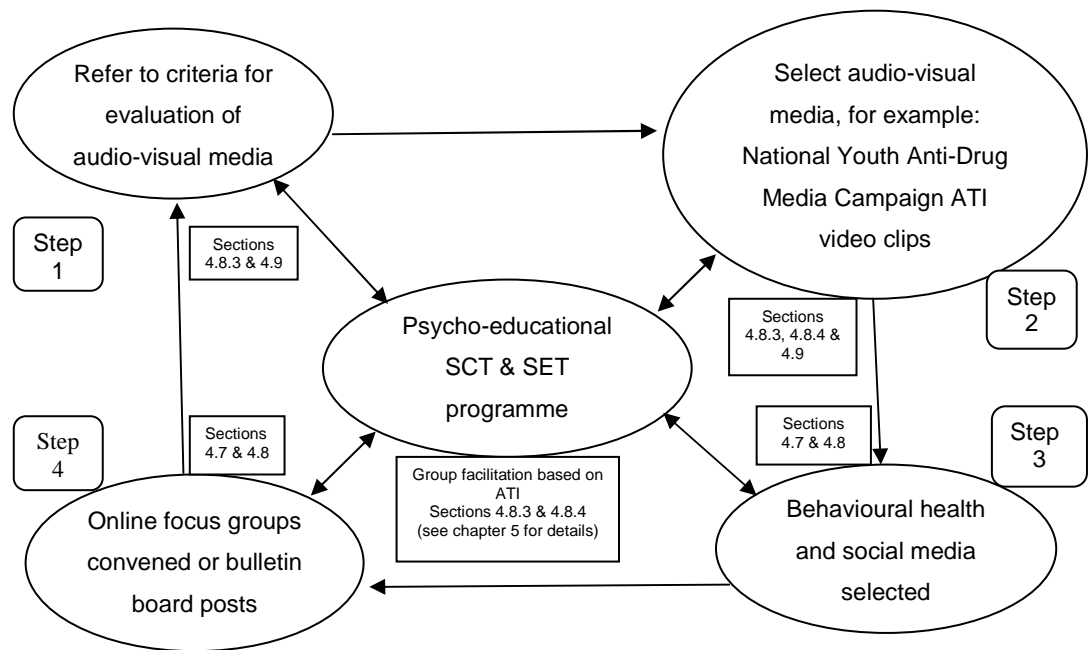 Refer to criteria for
evaluation of
audio-visual media
Select audio-visual
media, for example:
National Youth Anti-Drug
Media Campaign ATI
video clips
Step
1
Sections
4.8.3 & 4.9
Step
2
Psycho-educational
SCT & SET
programme
Sections
4.8.3, 4.8.4 &
4.9
Step
4
Sections
4.7 & 4.8
Sections
4.7 & 4.8
Step
3
Group facilitation based on
ATI
Sections 4.8.3 & 4.8.4
(see chapter 5 for details)
Online focus groups
convened or bulletin
board posts
Behavioural health
and social media
selected